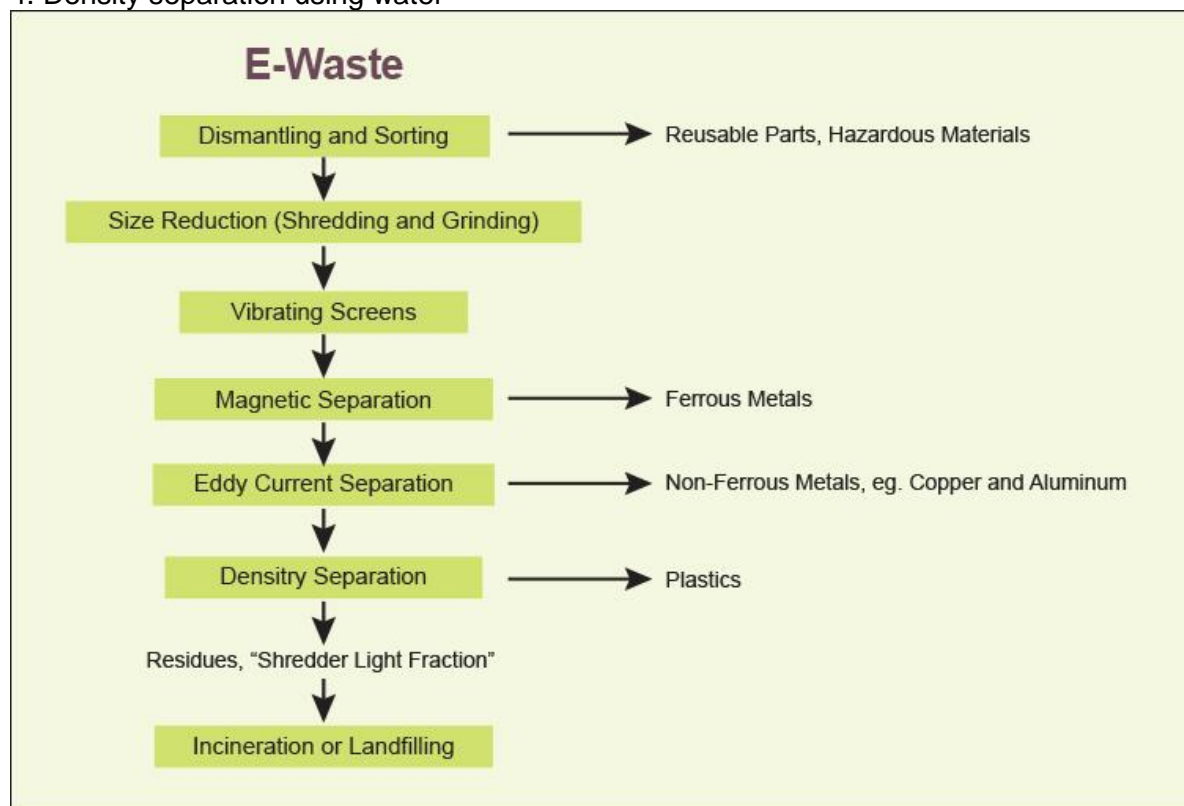 4. Density separation using water
E-Waste
Dismantling and Sorting
Reusable Parts, Hazardous Materials
Size Reduction (Shredding and Grinding)
Vibrating Screens
Magnetic Separation
Ferrous Metals
Eddy Current Separation
Non-Ferrous Metals, eg. Copper and Aluminum
Densitry Separation
Plastics
Residues, “Shredder Light Fraction”
Incineration or Landfilling